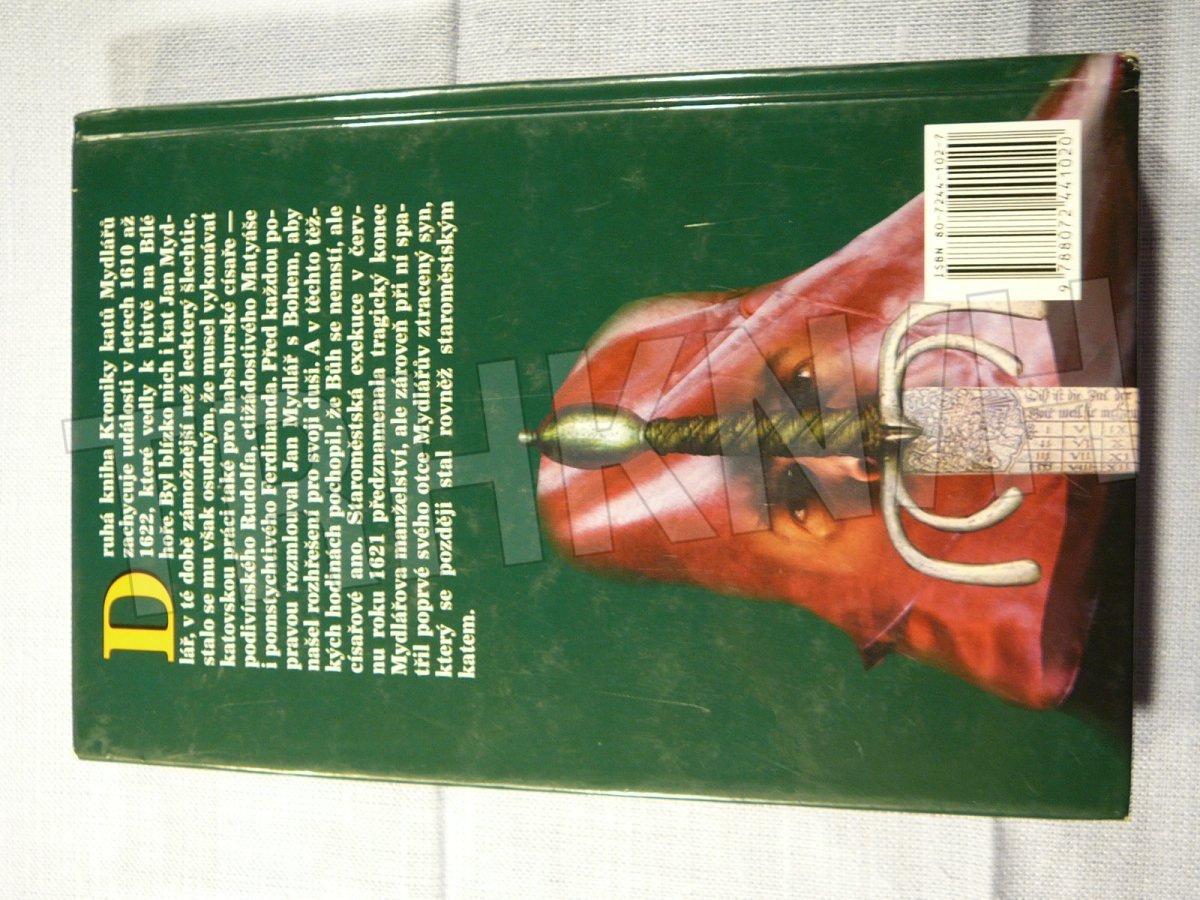 Druhá kniha Kroniky katů Mydlářů
zachycuje události v letech 1610 až
1622, které vedly k bitvě na Bílé
hoře. Byl blízko nich i kat Jan Myd-
lář, v té době zámožnější než leckterý šlechtic,
stalo se mu však osudným, že musel vykonávat
katovskou práci také pro habsburské císaře —
podivínského Rudolfa, ctižádostivého Matyáše
i pomstychtivého Ferdinanda. Před každou po-
pravou rozmlouval Jan Mydlář s Bohem, aby
našel rozhřešení pro svoji duši. A v těchto těž-
kých hodinách pochopil, že Bůh se nemstí, ale
císařové ano. Staroměstská exekuce v červ-
nu roku 1621 předznamenala tragický konec
Mydlářova manželství, ale zároveň při ní spa-
třil poprvé svého otce Mydlářův ztracený syn,
který se později stal rovněž staroměstským
katem.
ISBN 80-7244-102-7
9 788072 441020
I VI IX